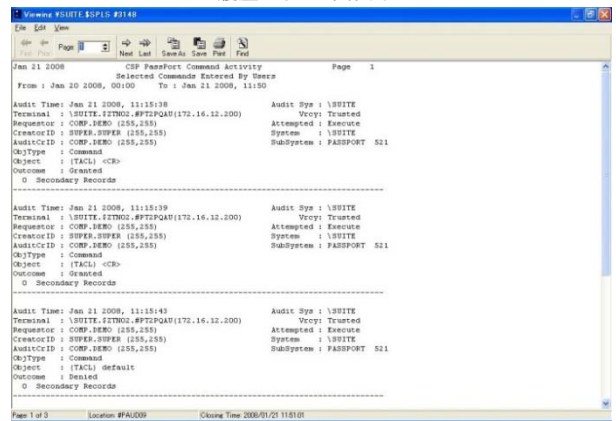 Viewing ¥SUITE.$SPLS #3148
File Edit View
First Prev Page 1 Next Last Save As Save Print Find
Jan 21 2008 CSP PassPort Command Activity Page 1
Selected Commands Entered By Users
From : Jan 20 2008, 00:00 To : Jan 21 2008, 11:50
Audit Time: Jan 21 2008, 11:15:38 Audit Sys : \SUITE
Terminal : \SUITE.$ZTNO2.#PT2PQAU(172.16.12.200) Vrcy: Trusted
Requestor : COMP.DEMO (255,255) Attempted : Execute
CreatorID : SUPER.SUPER (255,255) System : \SUITE
AuditCrID : COMP.DEMO (255,255) SubSystem : PASSPORT 521
ObjType : Command
Object : (TACL) <CR>
Outcome : Granted
0 Secondary Records
Audit Time: Jan 21 2008, 11:15:39 Audit Sys : \SUITE
Terminal : \SUITE.$ZTNO2.#PT2PQAU(172.16.12.200) Vrcy: Trusted
Requestor : COMP.DEMO (255,255) Attempted : Execute
CreatorID : SUPER.SUPER (255,255) System : \SUITE
AuditCrID : COMP.DEMO (255,255) SubSystem : PASSPORT 521
ObjType : Command
Object : (TACL) <CR>
Outcome : Granted
0 Secondary Records
Audit Time: Jan 21 2008, 11:15:43 Audit Sys : \SUITE
Terminal : \SUITE.$ZTNO2.#PT2PQAU(172.16.12.200) Vrcy: Trusted
Requestor : COMP.DEMO (255,255) Attempted : Execute
CreatorID : SUPER.SUPER (255,255) System : \SUITE
AuditCrID : COMP.DEMO (255,255) SubSystem : PASSPORT 521
ObjType : Command
Object : (TACL) default
Outcome : Denied
0 Secondary Records
Page 1 of 3 Location: #PAUD09 Closing Time: 2008/01/21 11:51:01